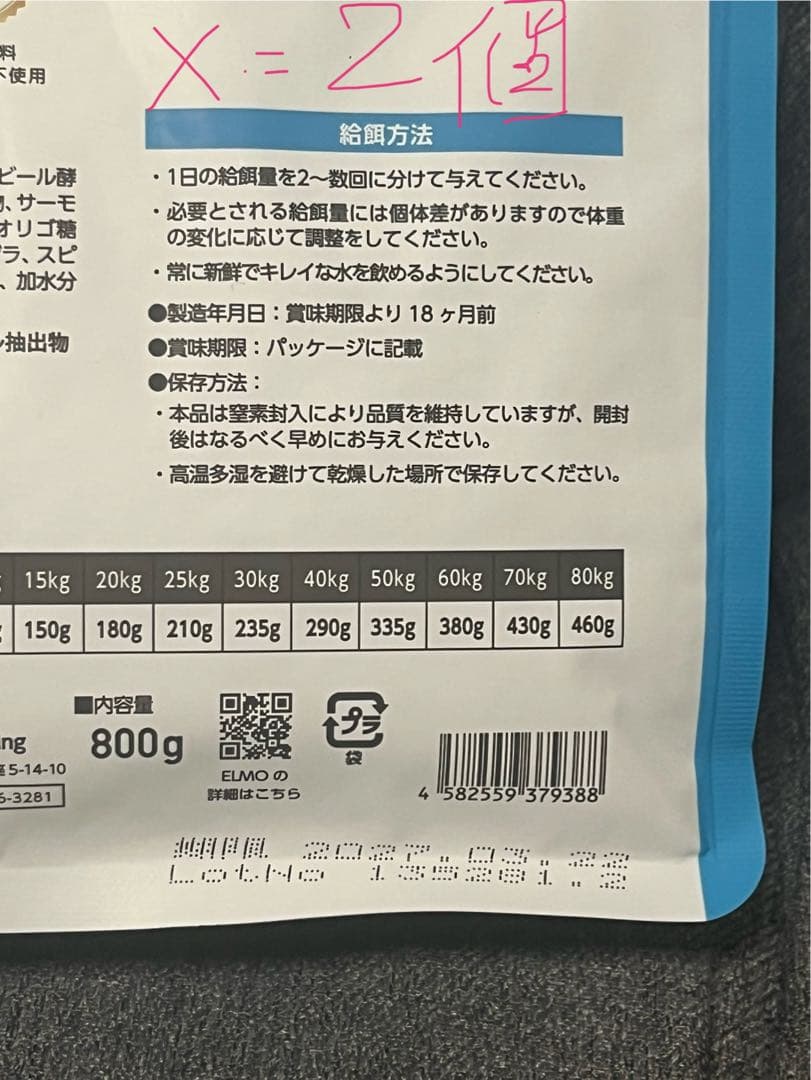 x = 2個
料
不使用
給餌方法
ビール酵
、サーモ
オリゴ糖
ラ、スピ
、加水分
抽出物
・1日の給餌量を2〜数回に分けて与えてください。
・必要とされる給餌量には個体差がありますので体重
の変化に応じて調整をしてください。
・常に新鮮でキレイな水を飲めるようにしてください。
●製造年月日：賞味期限より 18 ヶ月前
●賞味期限：パッケージに記載
●保存方法：
・本品は窒素封入により品質を維持していますが、開封
後はなるべく早めにお与えください。
・高温多湿を避けて乾燥した場所で保存してください。
15kg 20kg 25kg 30kg 40kg 50kg 60kg 70kg 80kg
150g 180g 210g 235g 290g 335g 380g 430g 460g
■内容量
800g
ng
5-14-10
6-3281
ELMO の
詳細はこちら
プラ
袋
4 582559 379388
期限 2027.03.22
LotNo 135281.2